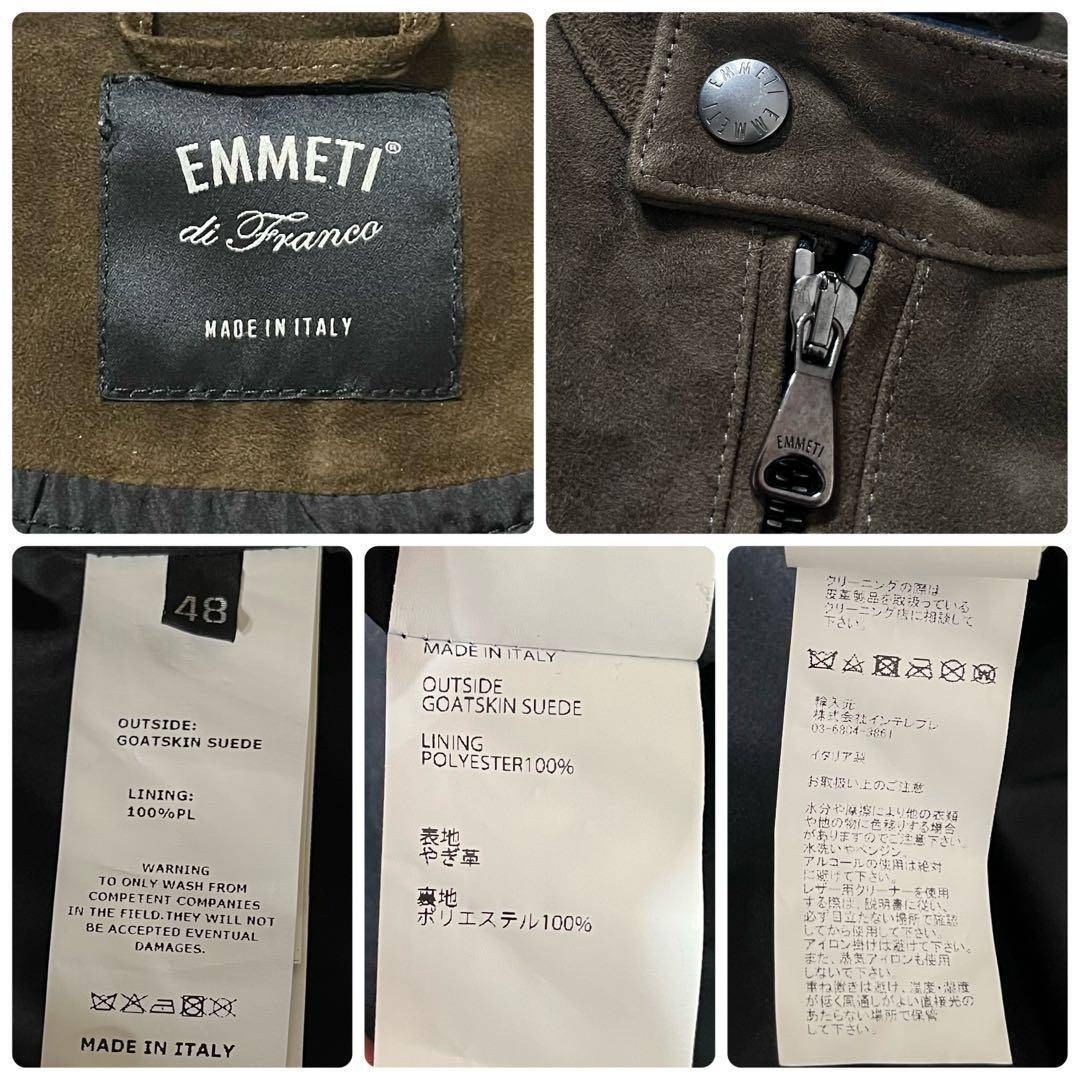 EMMETI®
di Franco
MADE IN ITALY
EMMETI EMMETI
EMMETI
48
OUTSIDE:
GOATSKIN SUEDE
LINING:
100%PL
WARNING
TO ONLY WASH FROM
COMPETENT COMPANIES
IN THE FIELD.THEY WILL NOT
BE ACCEPTED EVENTUAL
DAMAGES.
MADE IN ITALY
MADE IN ITALY
OUTSIDE
GOATSKIN SUEDE
LINING
POLYESTER100%
表地
やぎ革
裏地
ポリエステル100%
クリーニングの際は
皮革製品を取扱っている
クリーニング店に相談して
下さい。
輸入元
株式会社インテレプレ
03-6804-3861
イタリア製
お取扱い上のご注意
水分や摩擦により他の衣類
や他の物に色移りする場合
がありますのでご注意下さい。
水洗いやベンジン
アルコールの使用は絶対
に避けて下さい。
レザー用クリーナーを使用
する際は、説明書に従い、
必ず目立たない場所で確認
してから使用して下さい。
アイロン掛けは避けて下さい。
また、蒸気アイロンも使用
しないで下さい。
重ね置きは避け、温度・湿度
が低く風通しがよい直接光の
あたらない場所で保管
して下さい。